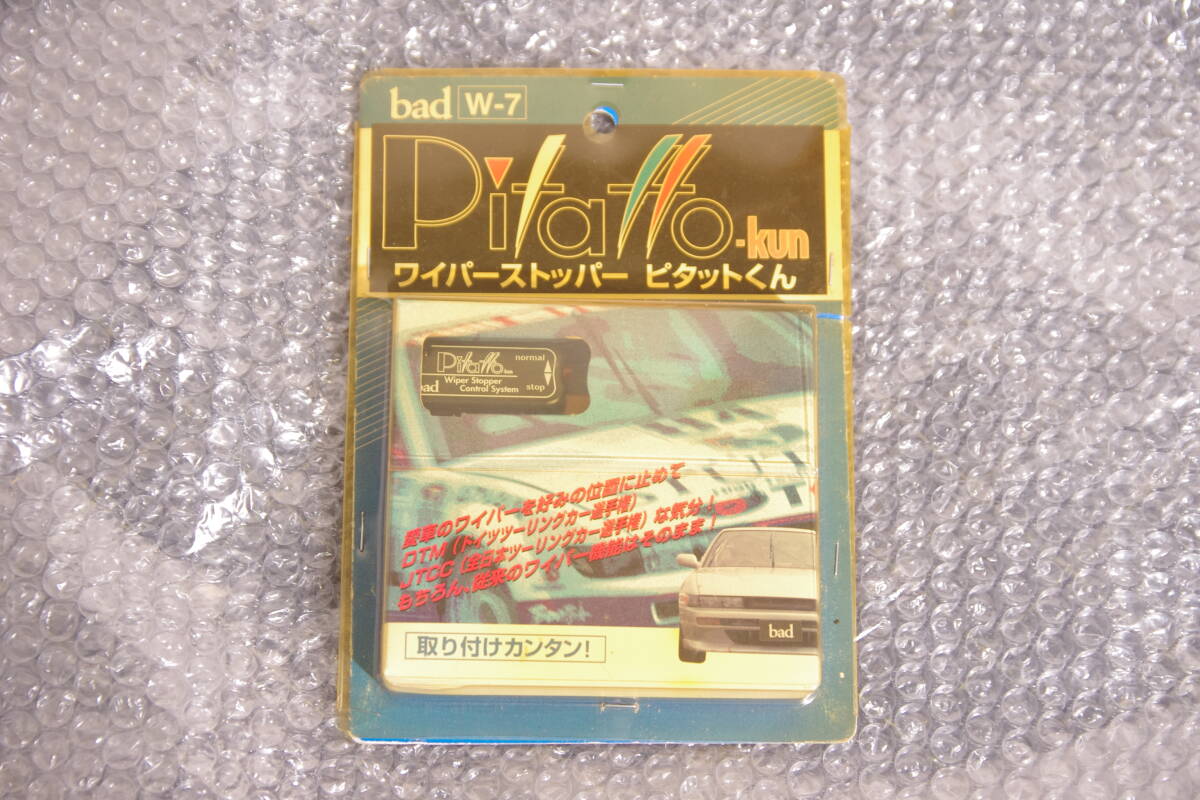 bad W-7
Pitatto-kun
ワイパーストッパー ピタットくん
Pitatto-kun
normal
Wiper Stopper
Control System
bad
stop
愛車のワイパーを好みの位置に止めて
DTM(ドイツツーリングカー選手権)
JTCC(全日本ツーリングカー選手権)な気分!
もちろん、従来のワイパー機能はそのまま!
bad
取り付けカンタン!